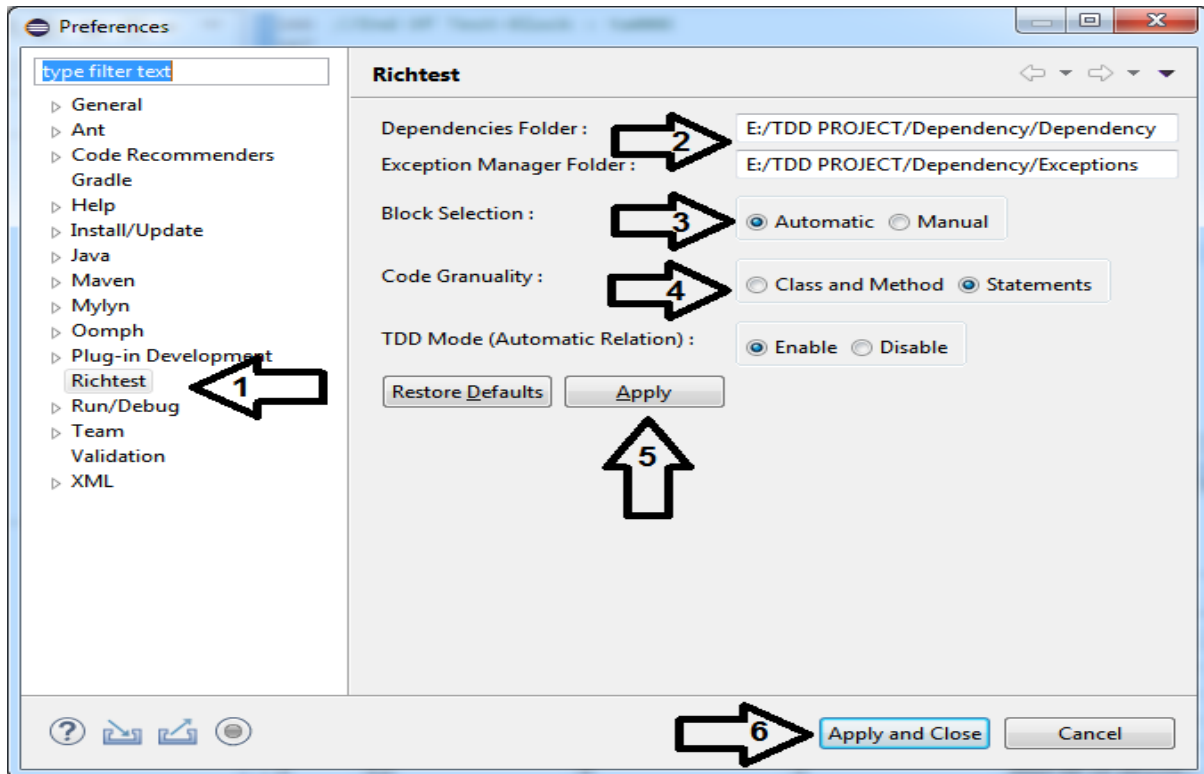 Preferences
type filter text
General
Ant
Code Recommenders
Gradle
Help
Install/Update
Java
Maven
Mylyn
Oomph
Plug-in Development
Richtest
Run/Debug
Team
Validation
XML
1
Richtest
Dependencies Folder :
2
E:/TDD PROJECT/Dependency/Dependency
Exception Manager Folder :
E:/TDD PROJECT/Dependency/Exceptions
Block Selection :
3
Automatic Manual
Code Granuality :
4
Class and Method Statements
TDD Mode (Automatic Relation) :
Enable Disable
Restore Defaults Apply
5
6
Apply and Close Cancel